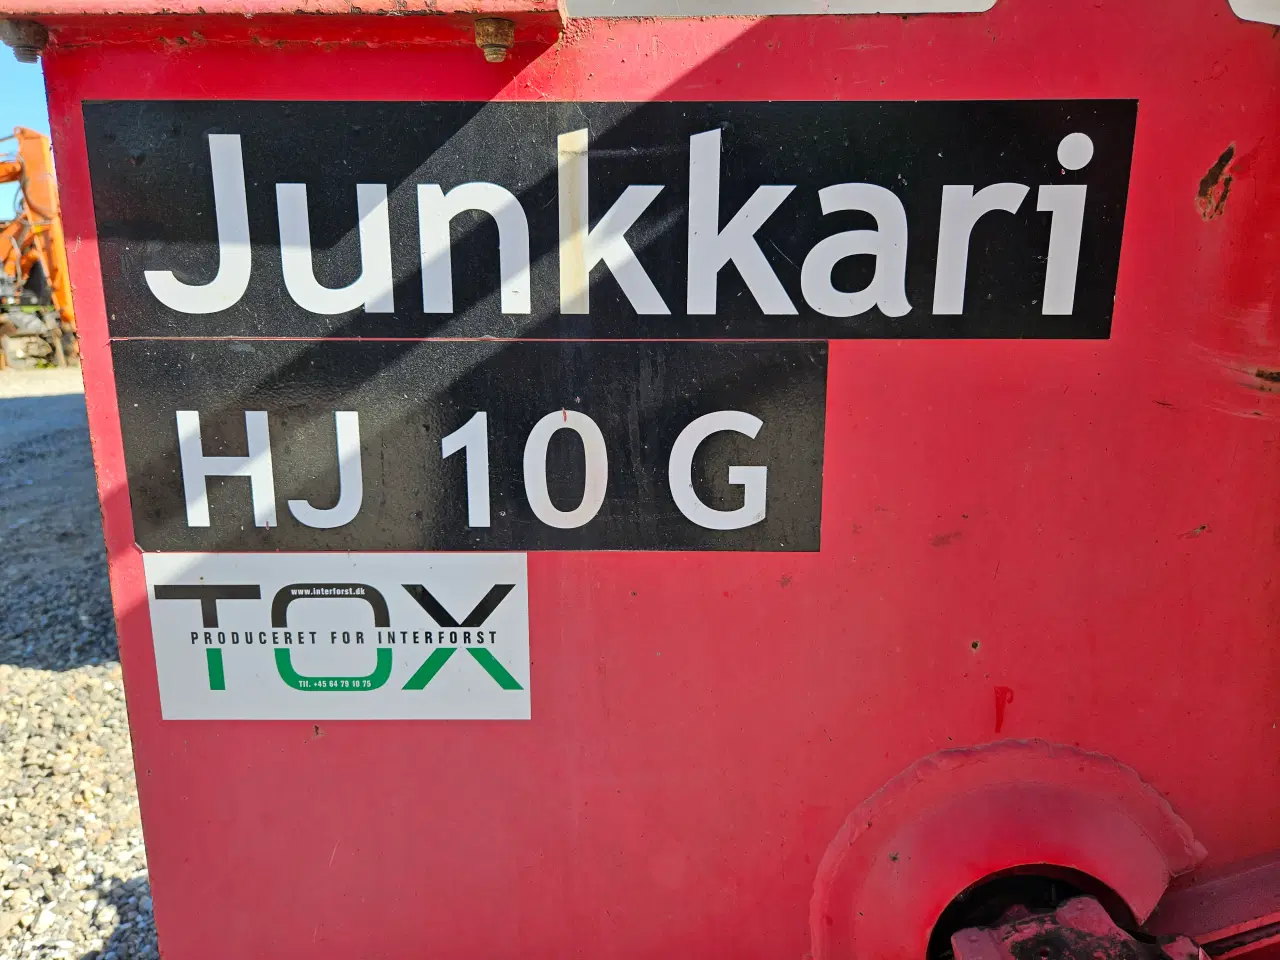 Junkkari
HJ 10 G
TOX
www.interforst.dk
PRODUCERET FOR INTERFORST
Tlf. +45 64 79 10 75